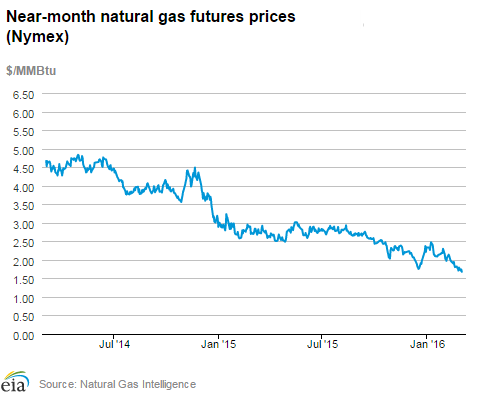 Near-month natural gas futures prices
(Nymex)
$/MMBtu
6.50
6.00
5.50
5.00
4.50
4.00
3.50
3.00
2.50
2.00
1.50
1.00
0.50
0.00
Jul '14
Jan '15
Jul '15
Jan '16
eia
Source: Natural Gas Intelligence